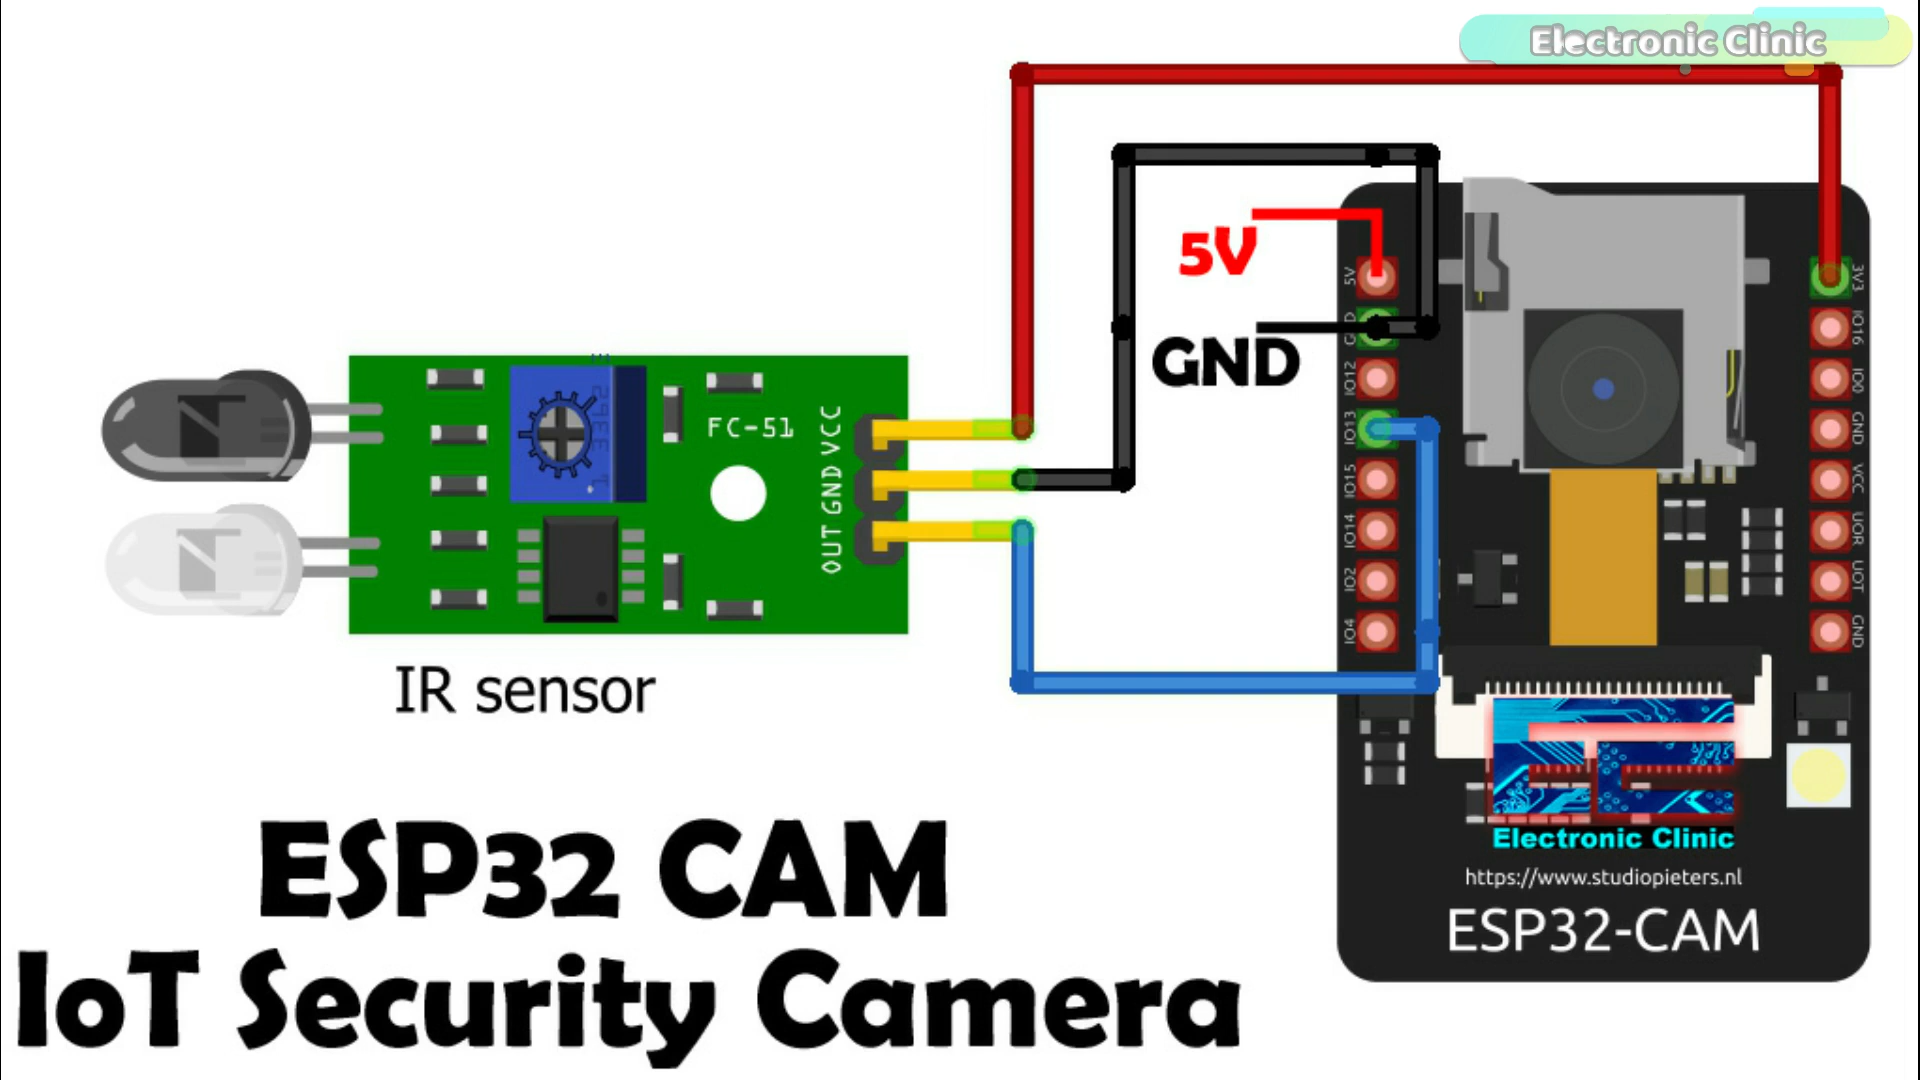 Electronic Clinic
5V
GND
FC-51
VCC
GND
OUT
IR sensor
5V
GND
IO12
IO13
IO15
IO14
IO2
IO4
3V3
IO16
IO0
GND
VCC
UOR
UOT
GND
Electronic Clinic
https://www.studiopieters.nl
ESP32-CAM
ESP32 CAM
IoT Security Camera